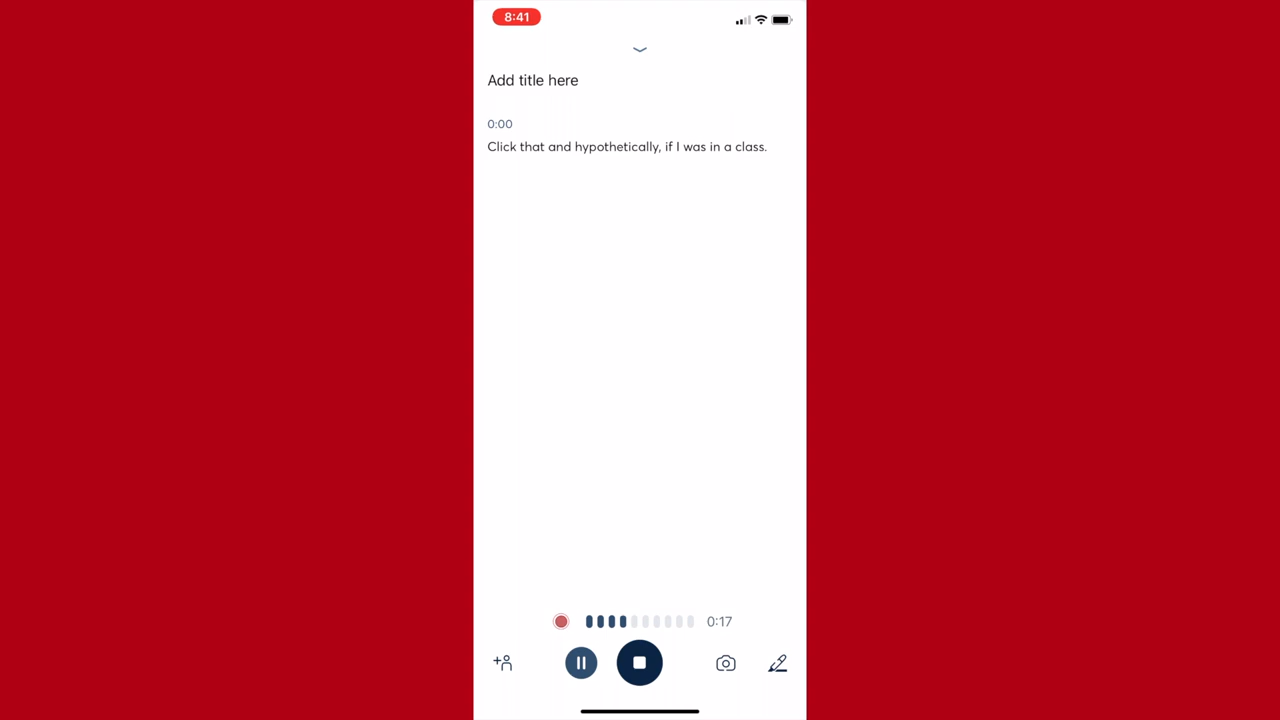 8:41
Add title here
0:00
Click that and hypothetically, if I was in a class.
0:17